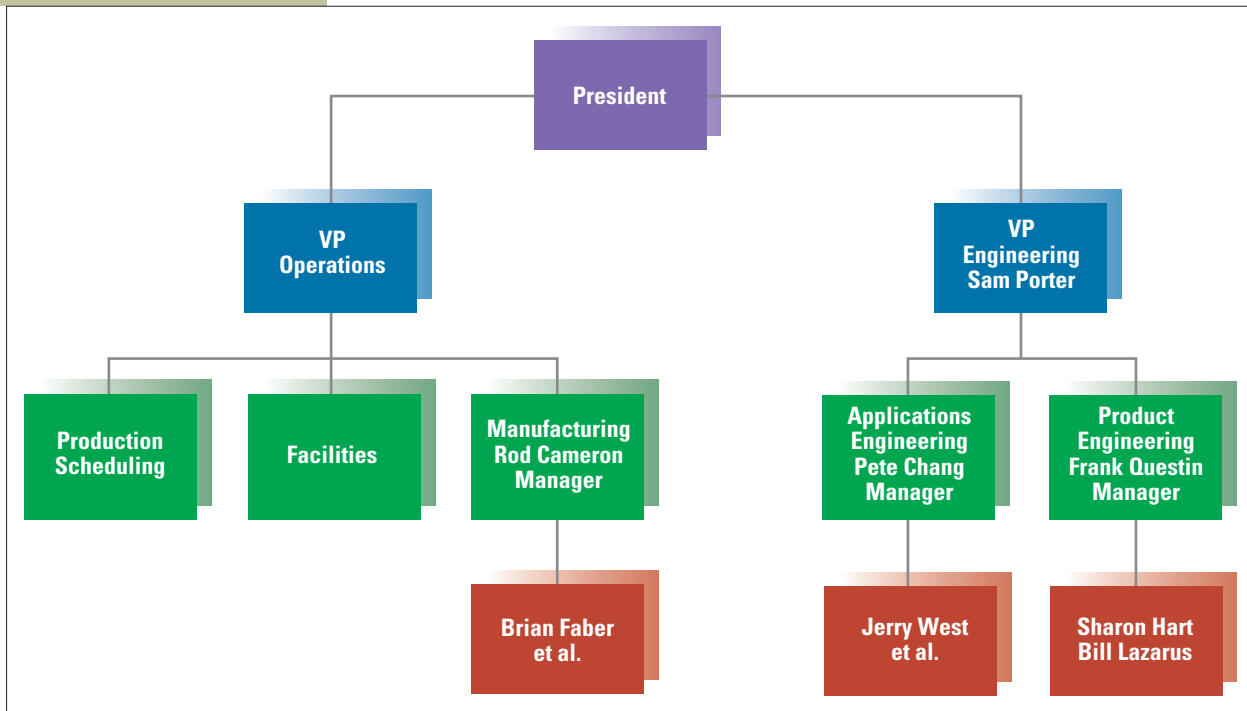 President
VP
Operations
VP
Engineering
Sam Porter
Production
Scheduling
Facilities
Manufacturing
Rod Cameron
Manager
Applications
Engineering
Pete Chang
Manager
Product
Engineering
Frank Questin
Manager
Brian Faber
et al.
Jerry West
et al.
Sharon Hart
Bill Lazarus